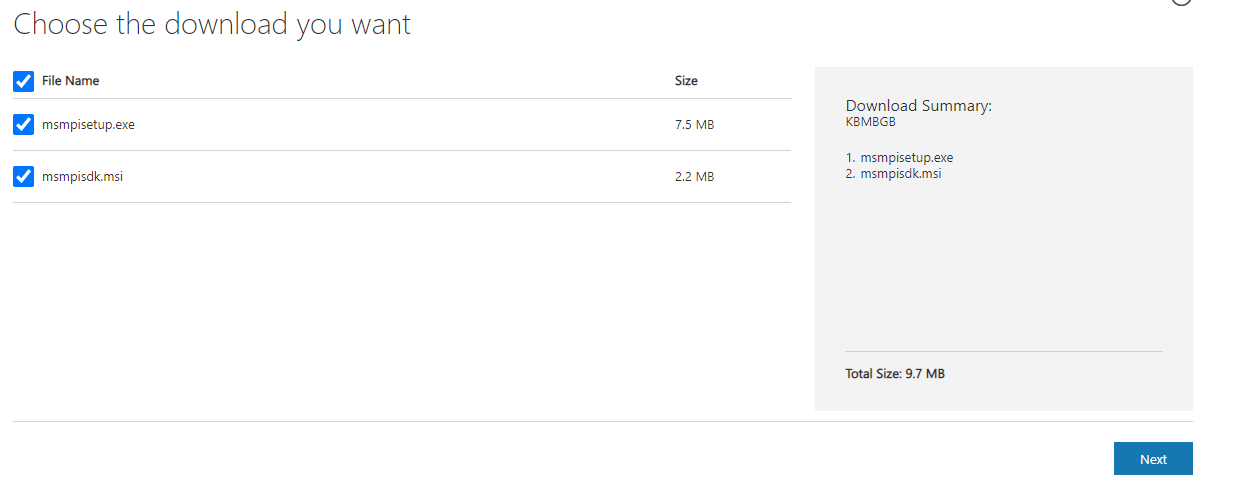 Choose the download you want
File Name Size
msmpisetup.exe 7.5 MB
msmpisdk.msi 2.2 MB
Download Summary:
KBMBGB
1. msmpisetup.exe
2. msmpisdk.msi
Total Size: 9.7 MB
Next